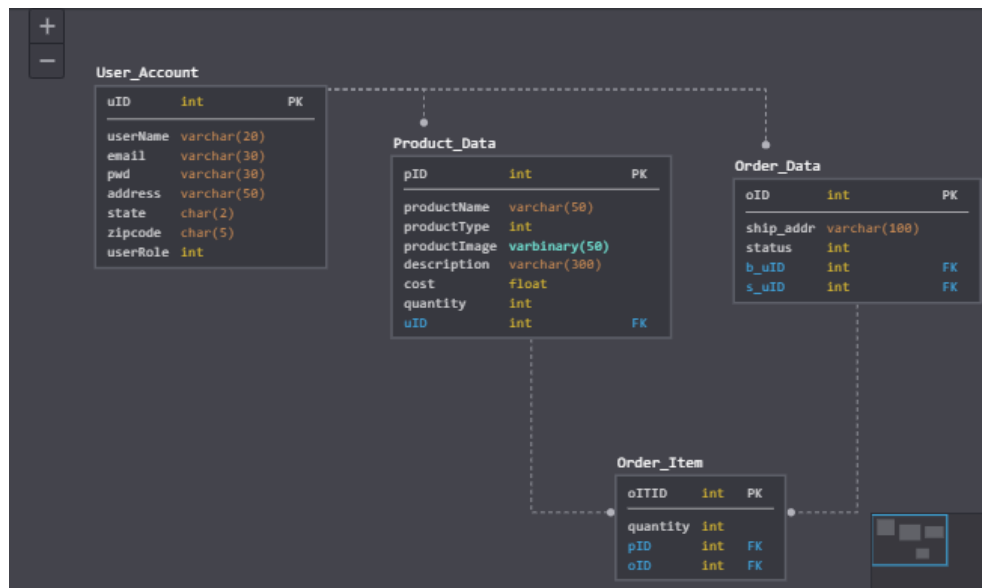 +
−
User_Account
uID int PK
userName varchar(20)
email varchar(30)
pwd varchar(30)
address varchar(50)
state char(2)
zipcode char(5)
userRole int
Product_Data
pID int PK
productName varchar(50)
productType int
productImage varbinary(50)
description varchar(300)
cost float
quantity int
uID int FK
Order_Data
oID int PK
ship_addr varchar(100)
status int
b_uID int FK
s_uID int FK
Order_Item
oITID int PK
quantity int
pID int FK
oID int FK